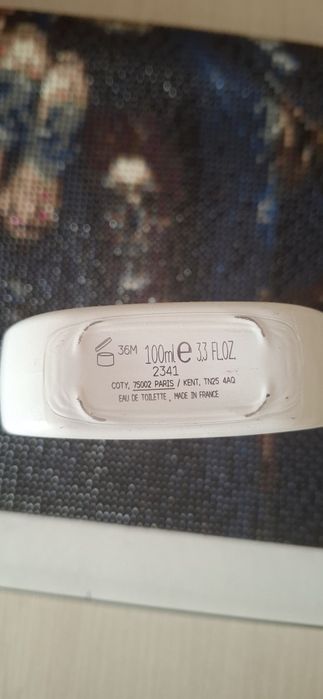 36M 100ml e 3.3 FL.OZ.
2341
COTY, 75002 PARIS / KENT, TN25 4AQ
EAU DE TOILETTE, MADE IN FRANCE